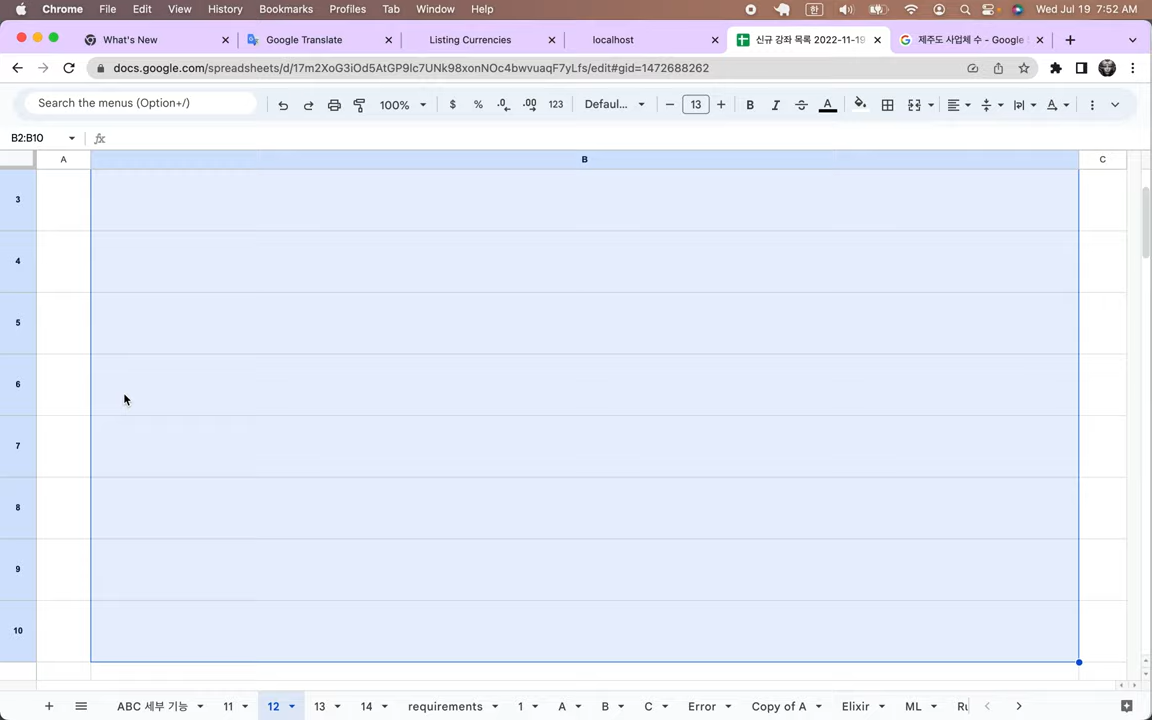 Chrome File Edit View History Bookmarks Profiles Tab Window Help 한 Wed Jul 19 7:52 AM
What's New Google Translate Listing Currencies localhost 신규 강좌 목록 2022-11-19 제주도 사업체 수 - Google
docs.google.com/spreadsheets/d/17m2XoG3iOd5AtGP9lc7UNk98xonNOc4bwvuaqF7yLfs/edit#gid=1472688262
Search the menus (Option+/) 100% $ % .0 .00 123 Defaul... 13 B I S A
B2:B10 fx
A B C
3
4
5
6
7
8
9
10
ABC 세부 기능 11 12 13 14 requirements 1 A B C Error Copy of A Elixir ML